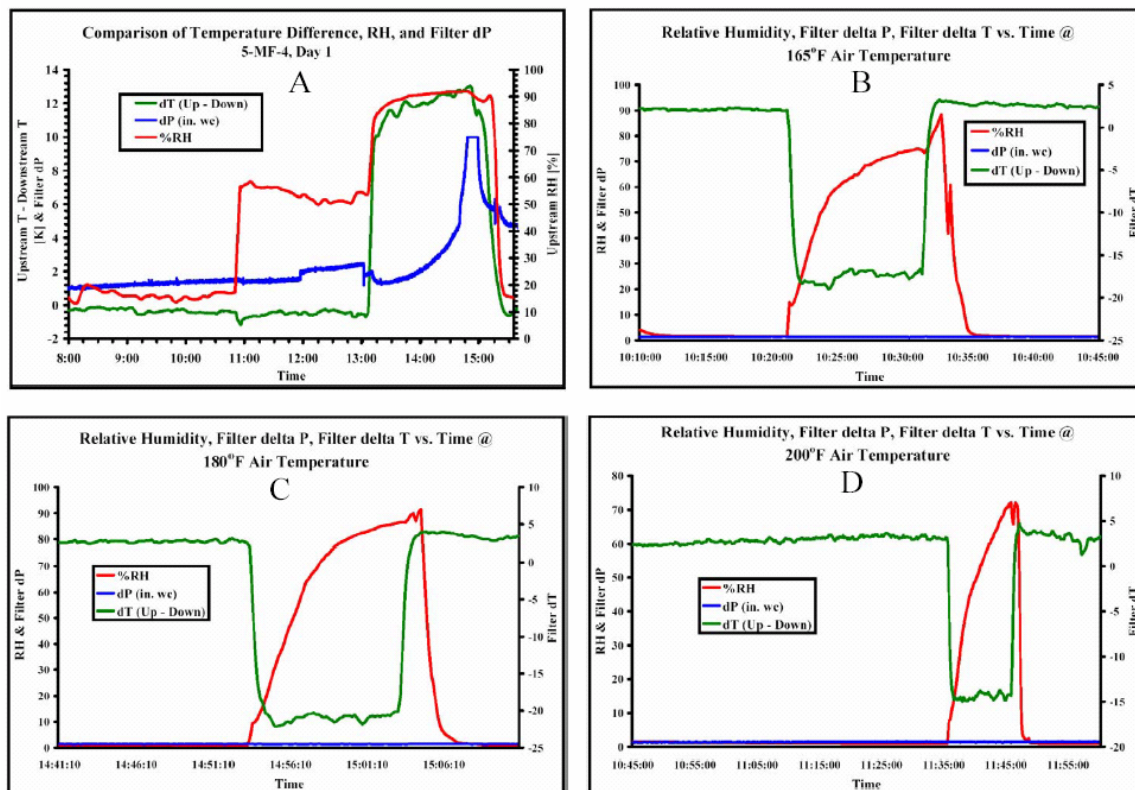 Comparison of Temperature Difference, RH, and Filter dP
5-MF-4, Day 1
A
dT (Up - Down)
dP (in. wc)
%RH
Upstream T - Downstream T
[K] & Filter dP
14
12
10
8
6
4
2
0
-2
Upstream RH [%]
100
90
80
70
60
50
40
30
20
10
0
8:00 9:00 10:00 11:00 12:00 13:00 14:00 15:00
Time
Relative Humidity, Filter delta P, Filter delta T vs. Time @
165°F Air Temperature
B
%RH
dP (in. wc)
dT (Up - Down)
RH & Filter dP
100
90
80
70
60
50
40
30
20
10
0
Filter dT
5
0
-5
-10
-15
-20
-25
10:10:00 10:15:00 10:20:00 10:25:00 10:30:00 10:35:00 10:40:00 10:45:00
Time
Relative Humidity, Filter delta P, Filter delta T vs. Time @
180°F Air Temperature
C
%RH
dP (in. wc)
dT (Up - Down)
RH & Filter dP
100
90
80
70
60
50
40
30
20
10
0
Filter dT
10
5
0
-5
-10
-15
-20
-25
14:41:10 14:46:10 14:51:10 14:56:10 15:01:10 15:06:10
Time
Relative Humidity, Filter delta P, Filter delta T vs. Time @
200°F Air Temperature
D
%RH
dP (in. wc)
dT (Up - Down)
RH & Filter dP
80
70
60
50
40
30
20
10
0
Filter dT
10
5
0
-5
-10
-15
-20
10:45:00 10:55:00 11:05:00 11:15:00 11:25:00 11:35:00 11:45:00 11:55:00
Time